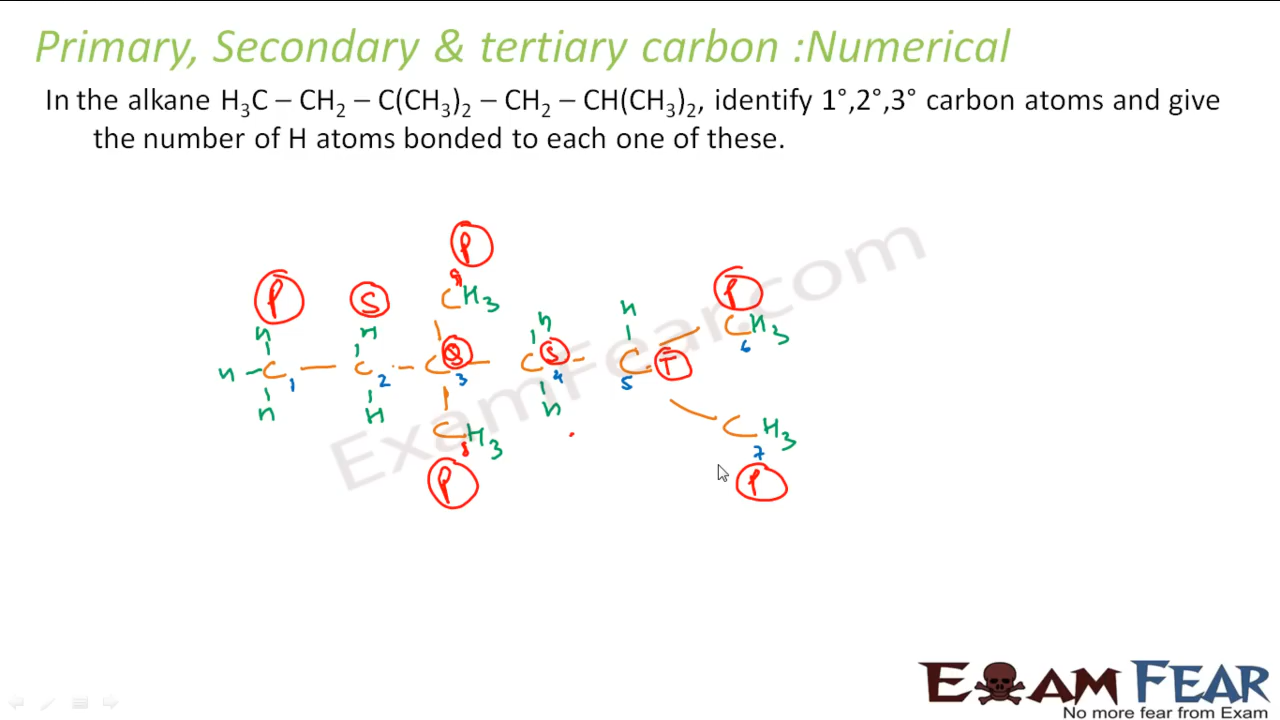 Primary, Secondary & tertiary carbon :Numerical
In the alkane H₃C – CH₂ – C(CH₃)₂ – CH₂ – CH(CH₃)₂, identify 1°,2°,3° carbon atoms and give
the number of H atoms bonded to each one of these.
P
P S P
9
CH₃ H
H H H CH₃
6
H C 1 C 2 C 3 C S 4 C 5 T
H H CH₃ H CH₃
8 7
P P
ExamFear.com
EXAM FEAR
No more fear from Exam